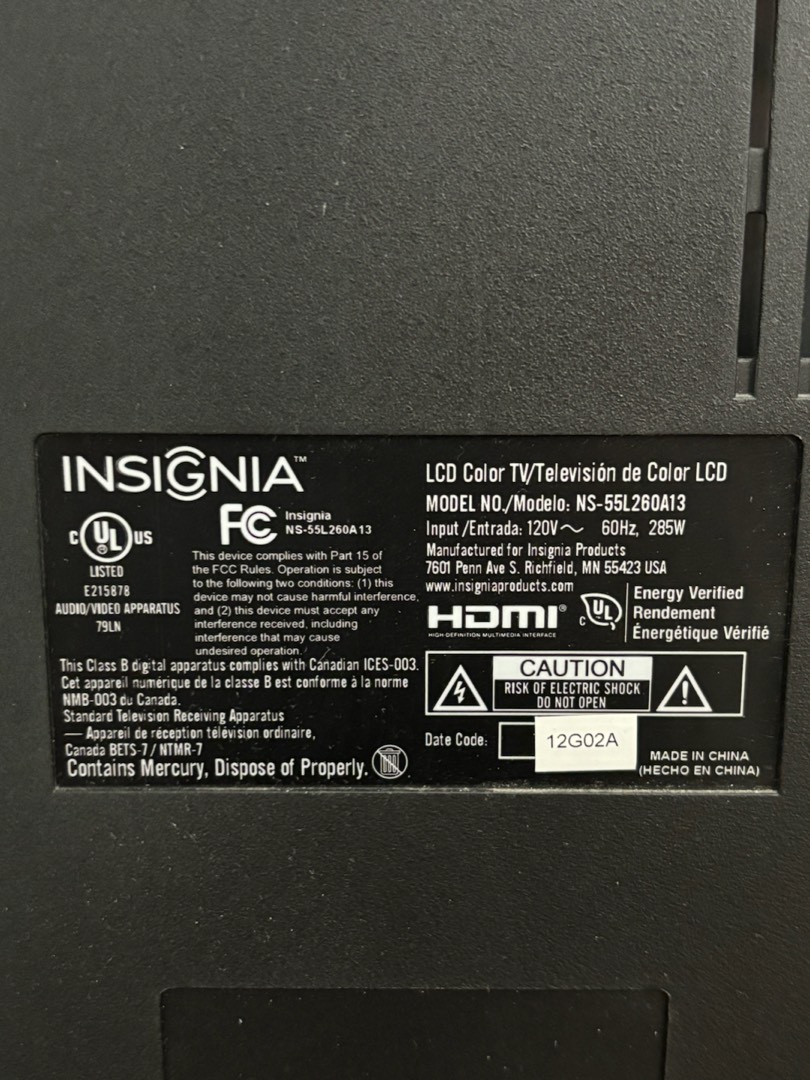 INSIGNIA™
FC Insignia
NS-55L260A13
C UL US
LISTED
E215878
AUDIO/VIDEO APPARATUS
79LN
This device complies with Part 15 of
the FCC Rules. Operation is subject
to the following two conditions: (1) this
device may not cause harmful interference,
and (2) this device must accept any
interference received, including
interference that may cause
undesired operation.
This Class B digital apparatus complies with Canadian ICES-003.
Cet appareil numérique de la classe B est conforme à la norme
NMB-003 du Canada.
Standard Television Receiving Apparatus
— Appareil de réception télévision ordinaire,
Canada BETS-7 / NTMR-7
Contains Mercury, Dispose of Properly.
LCD Color TV/Televisión de Color LCD
MODEL NO./Modelo: NS-55L260A13
Input /Entrada: 120V～ 60Hz, 285W
Manufactured for Insignia Products
7601 Penn Ave S. Richfield, MN 55423 USA
www.insigniaproducts.com
HDMI®
HIGH-DEFINITION MULTIMEDIA INTERFACE
C UL
Energy Verified
Rendement
Énergétique Vérifié
CAUTION
RISK OF ELECTRIC SHOCK
DO NOT OPEN
Date Code: 12G02A
MADE IN CHINA
(HECHO EN CHINA)